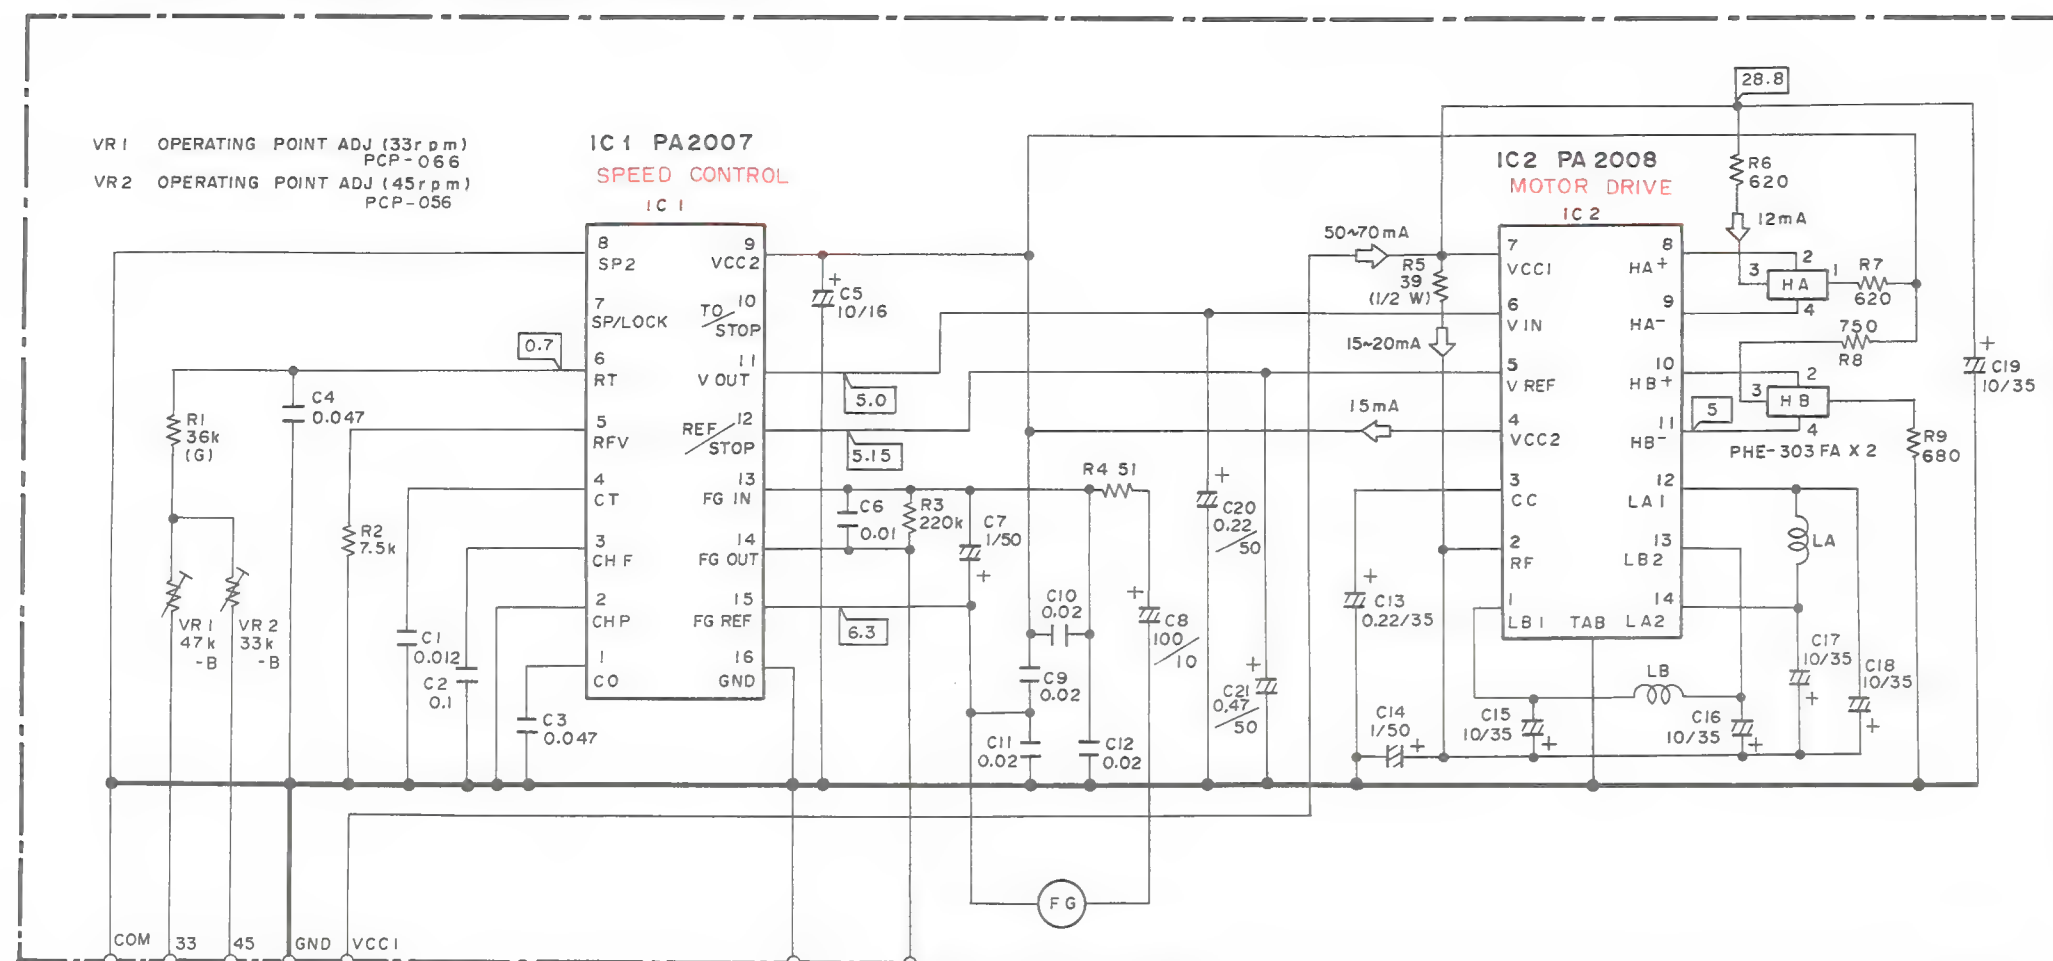 VR1 OPERATING POINT ADJ (33rpm)
PCP-066
VR2 OPERATING POINT ADJ (45rpm)
PCP-056
IC1 PA2007
SPEED CONTROL
IC1
8
SP2
7
SP/LOCK
6
RT
5
RFV
4
CT
3
CHF
2
CHP
1
CO
9
VCC2
10
TO/STOP
11
V OUT
12
REF/STOP
13
FG IN
14
FG OUT
15
FG REF
16
GND
0.7
R1
36k
(G)
C4
0.047
R2
7.5k
VR1
47k
-B
VR2
33k
-B
C1
0.012
C2
0.1
C3
0.047
+
C5
10/16
5.0
5.15
6.3
C6
0.01
R3
220k
C7
1/50
+
R4 51
C10
0.02
C9
0.02
C11
0.02
C12
0.02
+
C8
100/10
FG
+
C20
0.22/50
+
C21
0.47/50
28.8
IC2 PA2008
MOTOR DRIVE
IC2
50~70mA
R5
39
(1/2 W)
15~20mA
15mA
7
VCC1
6
VIN
5
V REF
4
VCC2
3
CC
2
RF
1
LB1
TAB
8
HA+
9
HA-
10
HB+
11
HB-
12
LA1
13
LB2
14
LA2
R6
620
12mA
3
2
HA
1
4
R7
620
750
R8
3
2
HB
4
5
PHE-303FA X 2
R9
680
+
C19
10/35
LA
LB
+
C13
0.22/35
C14
1/50
+
C15
10/35
+
C16
10/35
+
C17
10/35
+
C18
10/35
+
COM
33
45
GND
VCC1